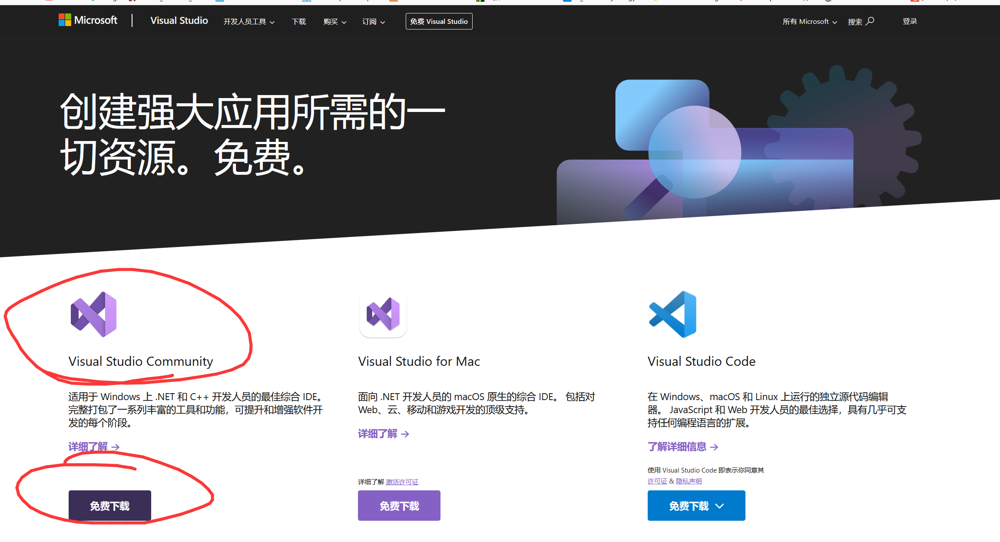 Microsoft
Visual Studio
开发人员工具
下载
购买
订阅
免费 Visual Studio
所有 Microsoft
搜索
登录
创建强大应用所需的一
切资源。免费。
Visual Studio Community
适用于 Windows 上 .NET 和 C++ 开发人员的最佳综合 IDE。
完整打包了一系列丰富的工具和功能，可提升和增强软件开
发的每个阶段。
详细了解 →
免费下载
Visual Studio for Mac
面向 .NET 开发人员的 macOS 原生的综合 IDE。 包括对
Web、云、移动和游戏开发的顶级支持。
详细了解 →
详细了解 激活许可证
免费下载
Visual Studio Code
在 Windows、macOS 和 Linux 上运行的独立源代码编辑
器。 JavaScript 和 Web 开发人员的最佳选择，具有几乎可支
持任何编程语言的扩展。
了解详细信息 →
使用 Visual Studio Code 即表示你同意其
许可证 & 隐私声明
免费下载